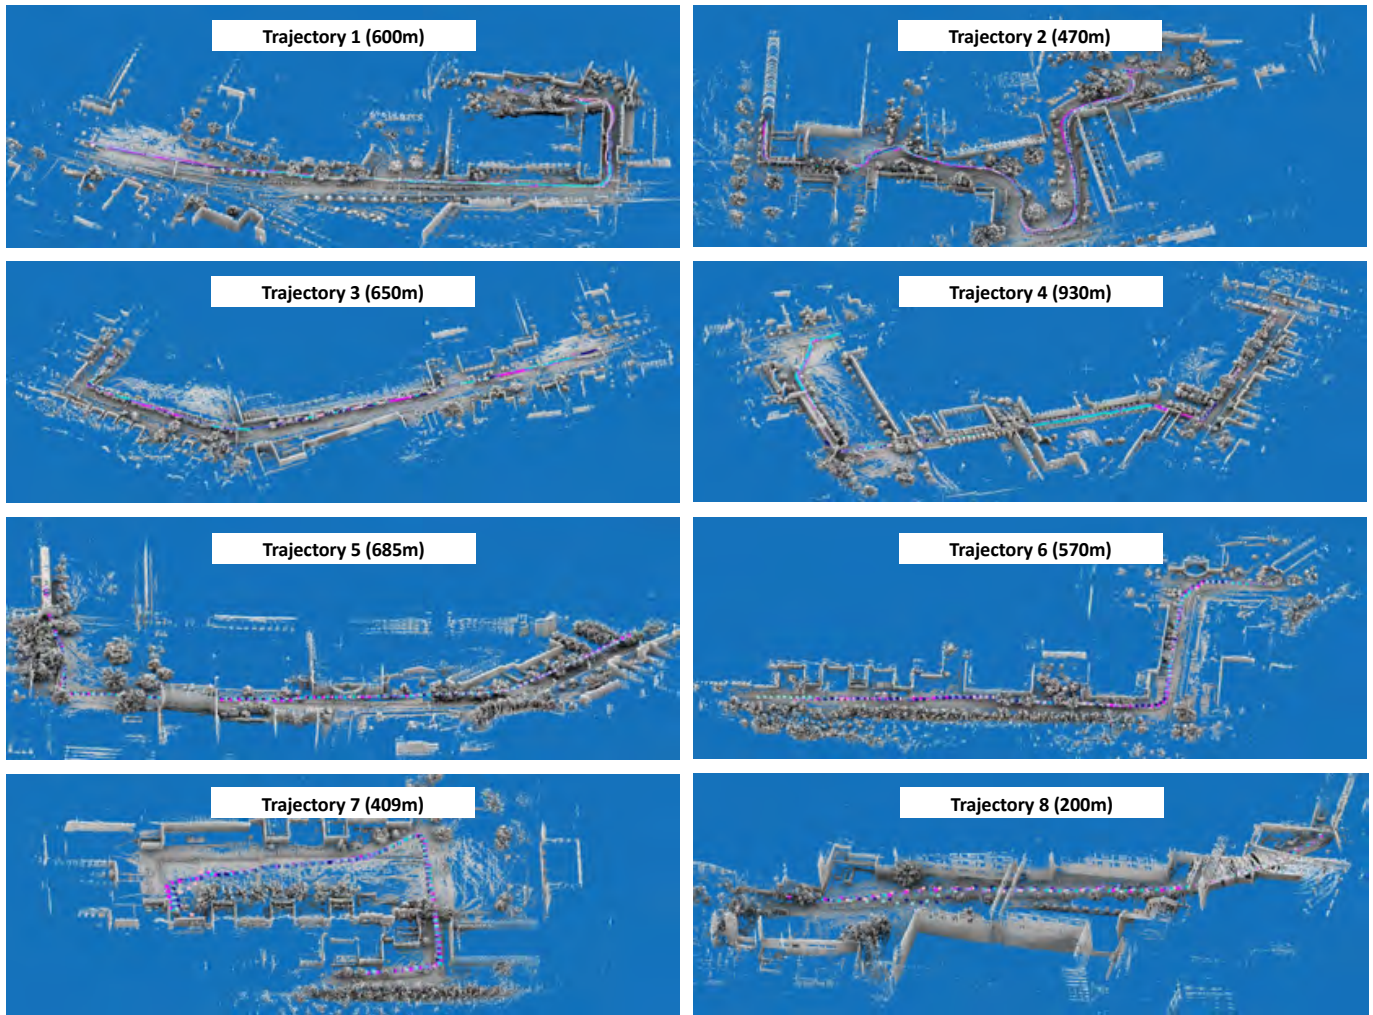 Trajectory 1 (600m)
Trajectory 2 (470m)
Trajectory 3 (650m)
Trajectory 4 (930m)
Trajectory 5 (685m)
Trajectory 6 (570m)
Trajectory 7 (409m)
Trajectory 8 (200m)